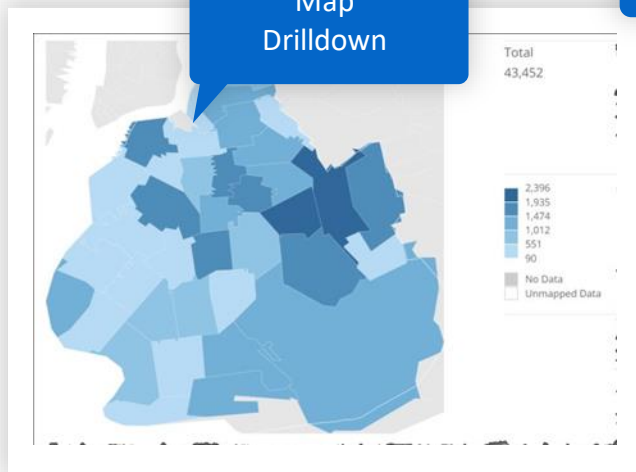 Map
Drilldown
Total
43,452
2,396
1,935
1,474
1,012
551
90
No Data
Unmapped Data